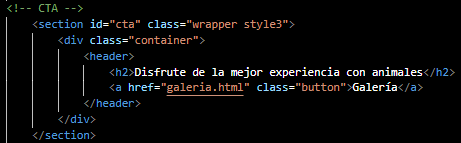 <!-- CTA -->
<section id="cta" class="wrapper style3">
<div class="container">
<header>
<h2>Disfrute de la mejor experiencia con animales</h2>
<a href="galeria.html" class="button">Galería</a>
</header>
</div>
</section>